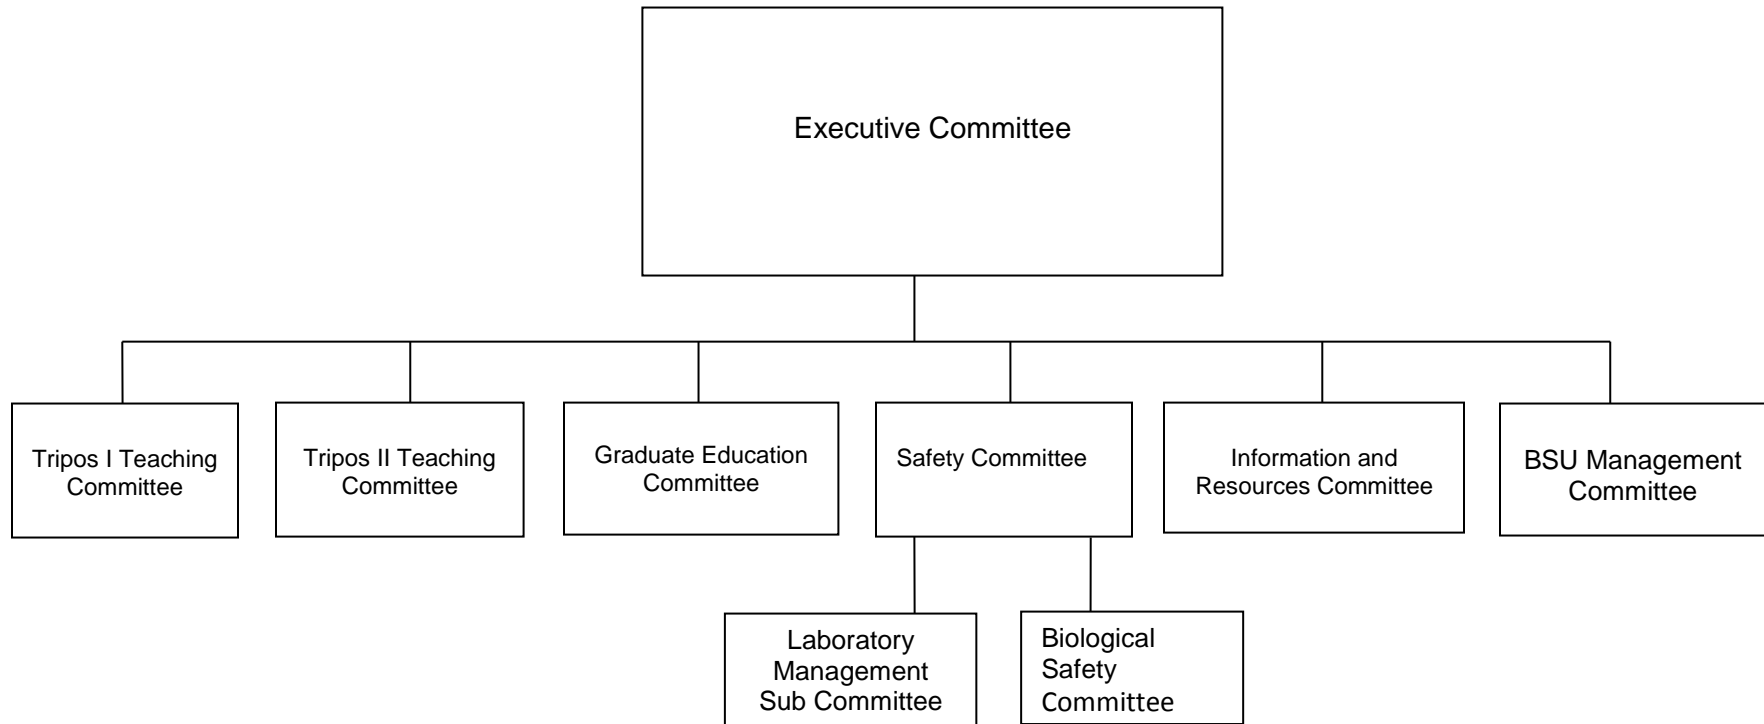 Executive Committee
Tripos I Teaching
Committee
Tripos II Teaching
Committee
Graduate Education
Committee
Safety Committee
Information and
Resources Committee
BSU Management
Committee
Laboratory
Management
Sub Committee
Biological
Safety
Committee